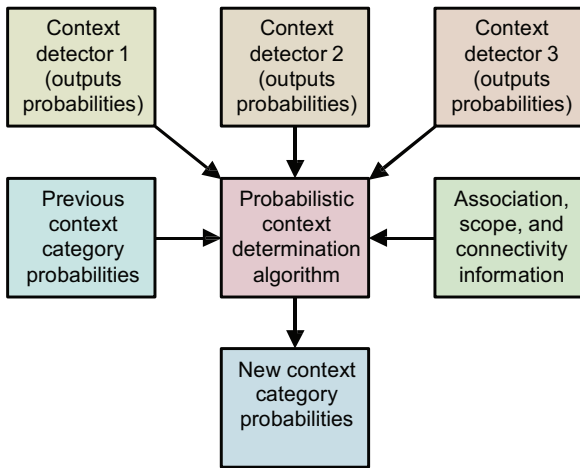 Context
detector 1
(outputs
probabilities)
Context
detector 2
(outputs
probabilities)
Context
detector 3
(outputs
probabilities)
Previous
context
category
probabilities
Probabilistic
context
determination
algorithm
Association,
scope, and
connectivity
information
New context
category
probabilities